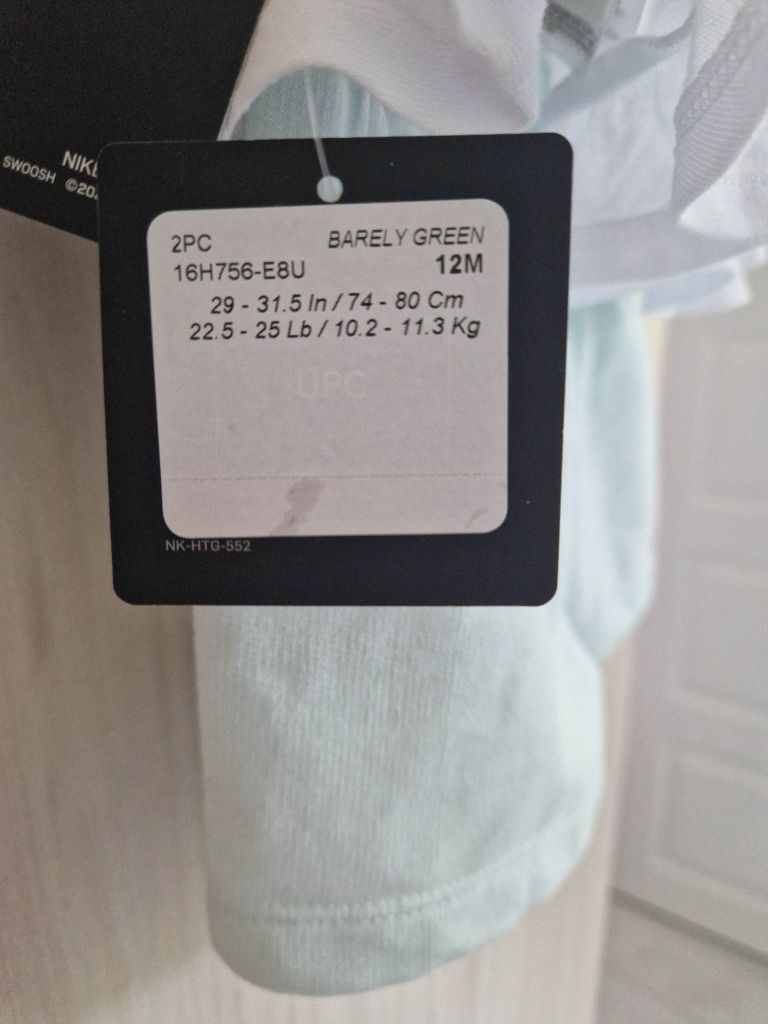 SWOOSH
2PC BARELY GREEN
16H756-E8U 12M
29 - 31.5 In / 74 - 80 Cm
22.5 - 25 Lb / 10.2 - 11.3 Kg
UPC
NK-HTG-552